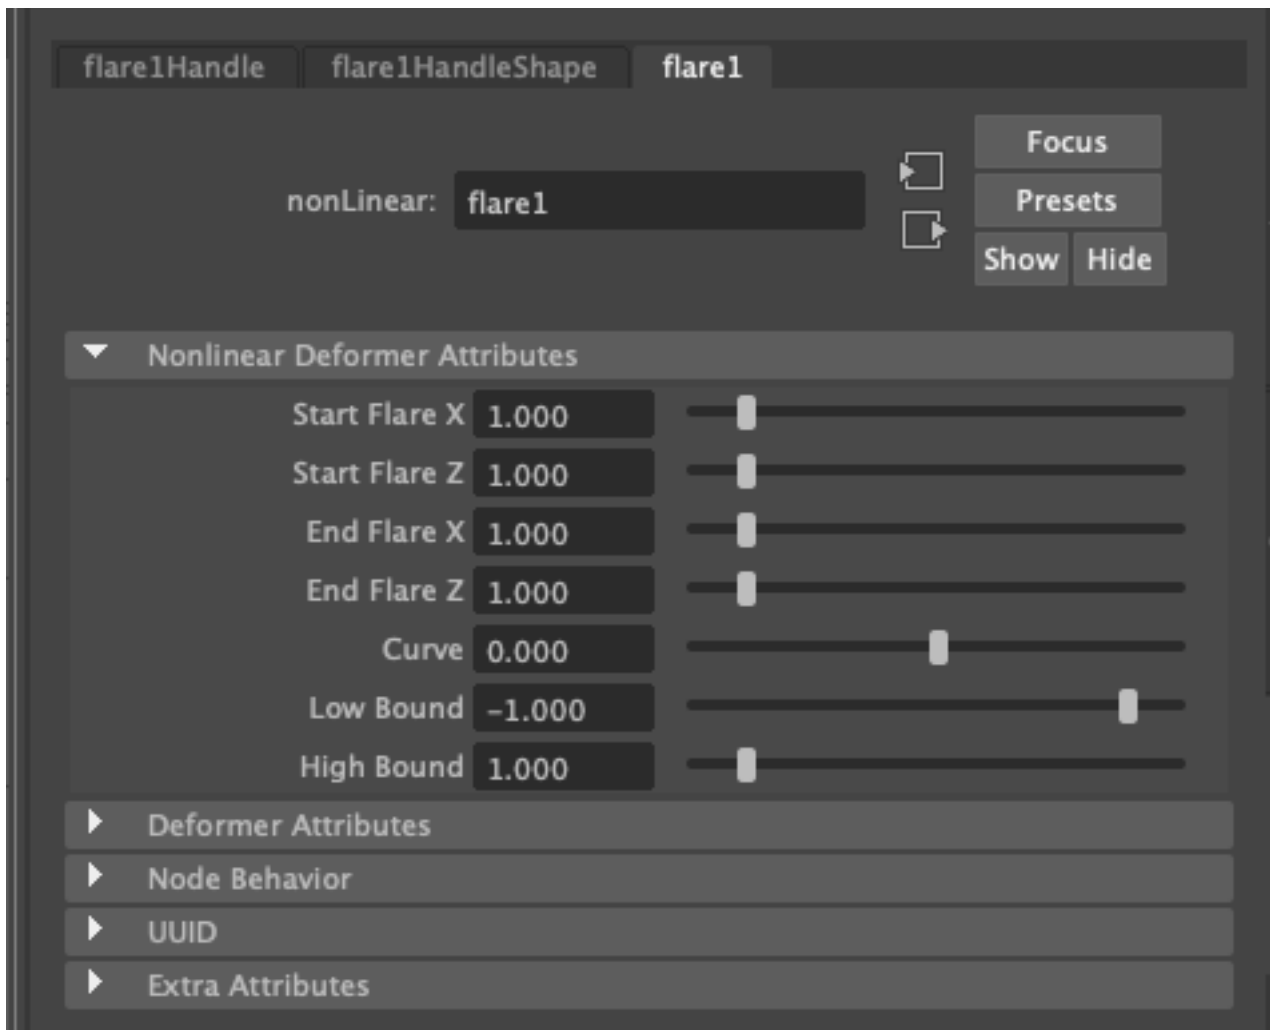 flare1Handle flare1HandleShape flare1
Focus
nonLinear: flare1 Presets
Show Hide
Nonlinear Deformer Attributes
Start Flare X 1.000
Start Flare Z 1.000
End Flare X 1.000
End Flare Z 1.000
Curve 0.000
Low Bound -1.000
High Bound 1.000
Deformer Attributes
Node Behavior
UUID
Extra Attributes